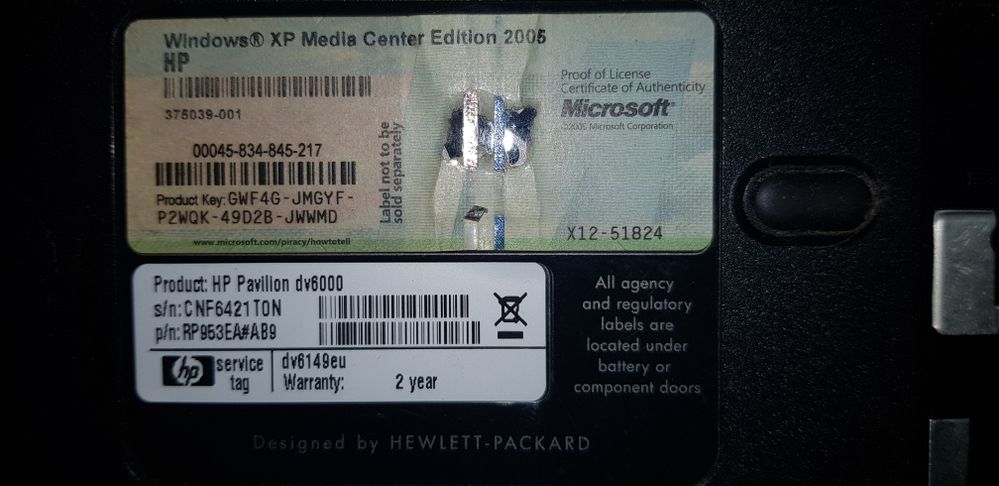 Windows® XP Media Center Edition 2005
HP
375039-001
00045-834-845-217
Product Key: GWF4G-JMGYF-
P2WQK-49D2B-JWWMD
www.microsoft.com/piracy/howtotell
Label not to be
sold separately
Proof of License
Certificate of Authenticity
Microsoft®
©2005 Microsoft Corporation
X12-51824
Product: HP Pavilion dv6000
s/n: CNF6421T0N
p/n: RP953EA#AB9
hp
service
tag
dv6149eu
Warranty: 2 year
All agency
and regulatory
labels are
located under
battery or
component doors
Designed by HEWLETT-PACKARD